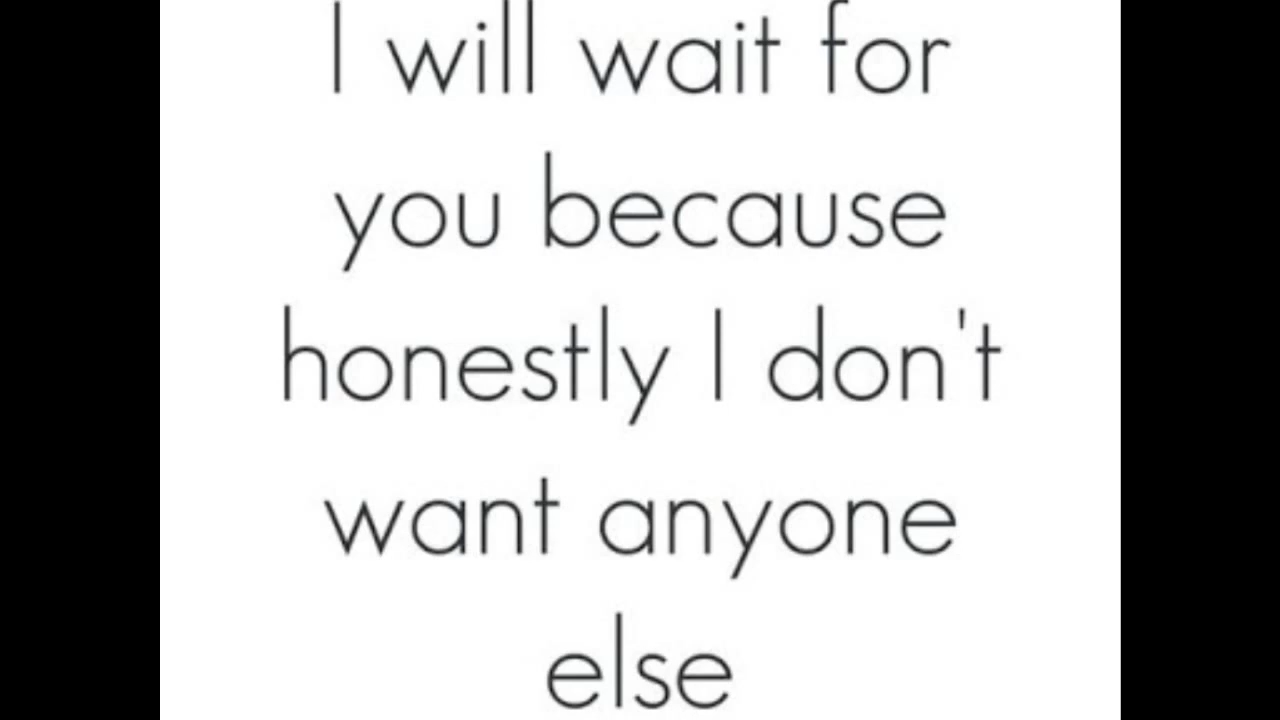 I will wait for
you because
honestly I don't
want anyone
else